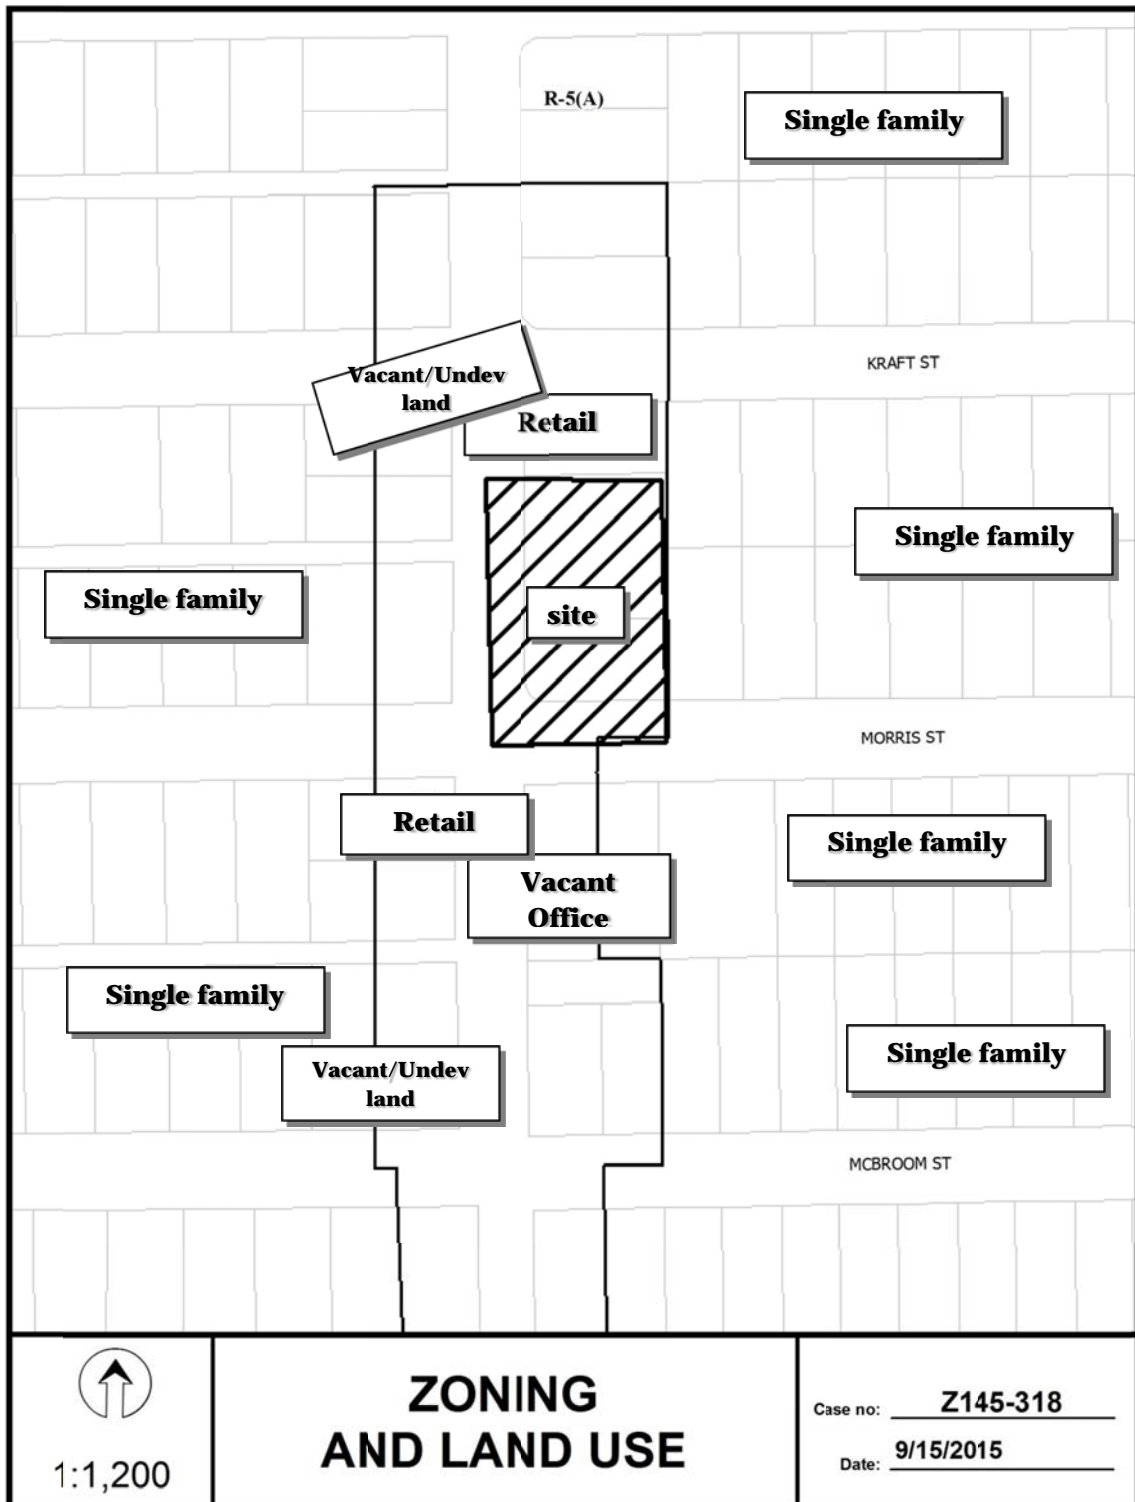 R-5(A)
Single family
KRAFT ST
Vacant/Undev
land
Retail
Single family
Single family
site
MORRIS ST
Retail
Single family
Vacant
Office
Single family
Single family
Vacant/Undev
land
MCBROOM ST
1:1,200
ZONING
AND LAND USE
Case no: Z145-318
Date: 9/15/2015